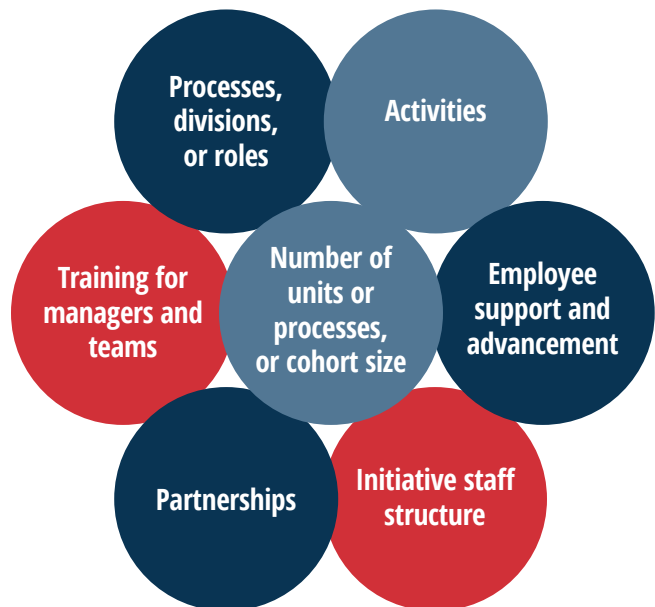 Processes,
divisions,
or roles
Activities
Training for
managers and
teams
Number of
units or
processes,
or cohort size
Employee
support and
advancement
Partnerships
Initiative staff
structure